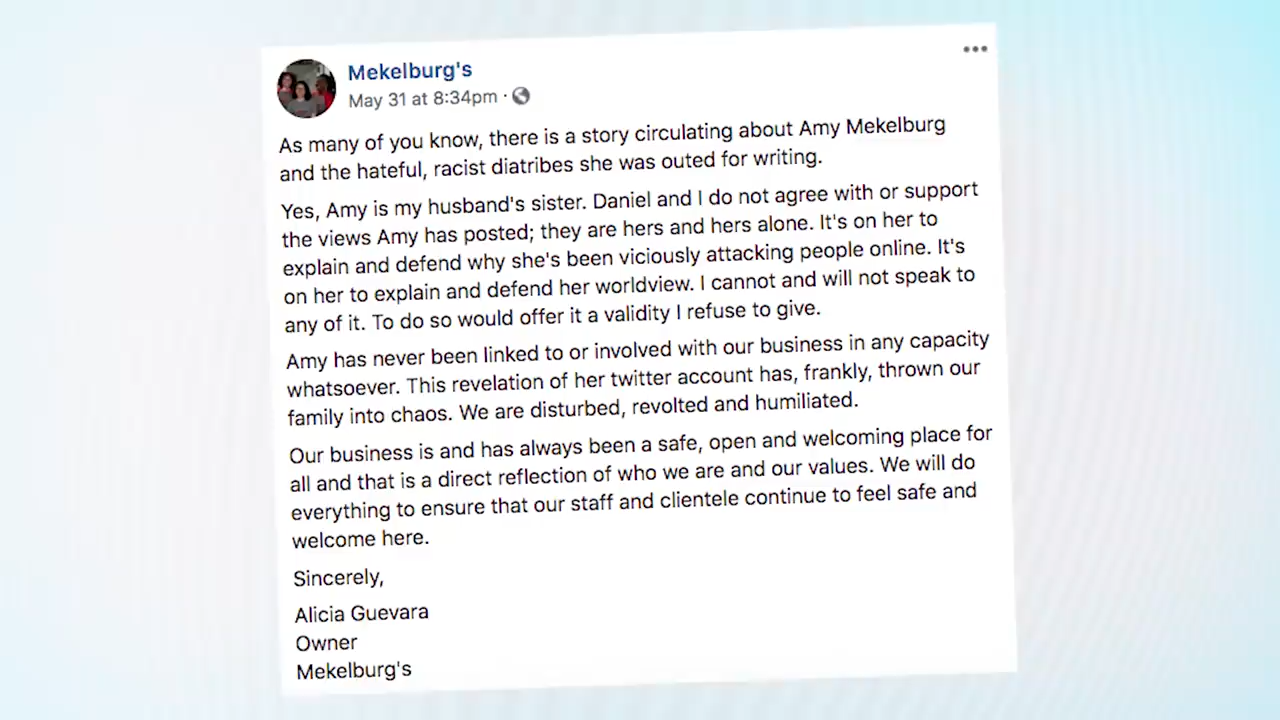 Mekelburg's
May 31 at 8:34pm ·
As many of you know, there is a story circulating about Amy Mekelburg
and the hateful, racist diatribes she was outed for writing.
Yes, Amy is my husband's sister. Daniel and I do not agree with or support
the views Amy has posted; they are hers and hers alone. It's on her to
explain and defend why she's been viciously attacking people online. It's
on her to explain and defend her worldview. I cannot and will not speak to
any of it. To do so would offer it a validity I refuse to give.
Amy has never been linked to or involved with our business in any capacity
whatsoever. This revelation of her twitter account has, frankly, thrown our
family into chaos. We are disturbed, revolted and humiliated.
Our business is and has always been a safe, open and welcoming place for
all and that is a direct reflection of who we are and our values. We will do
everything to ensure that our staff and clientele continue to feel safe and
welcome here.
Sincerely,
Alicia Guevara
Owner
Mekelburg's